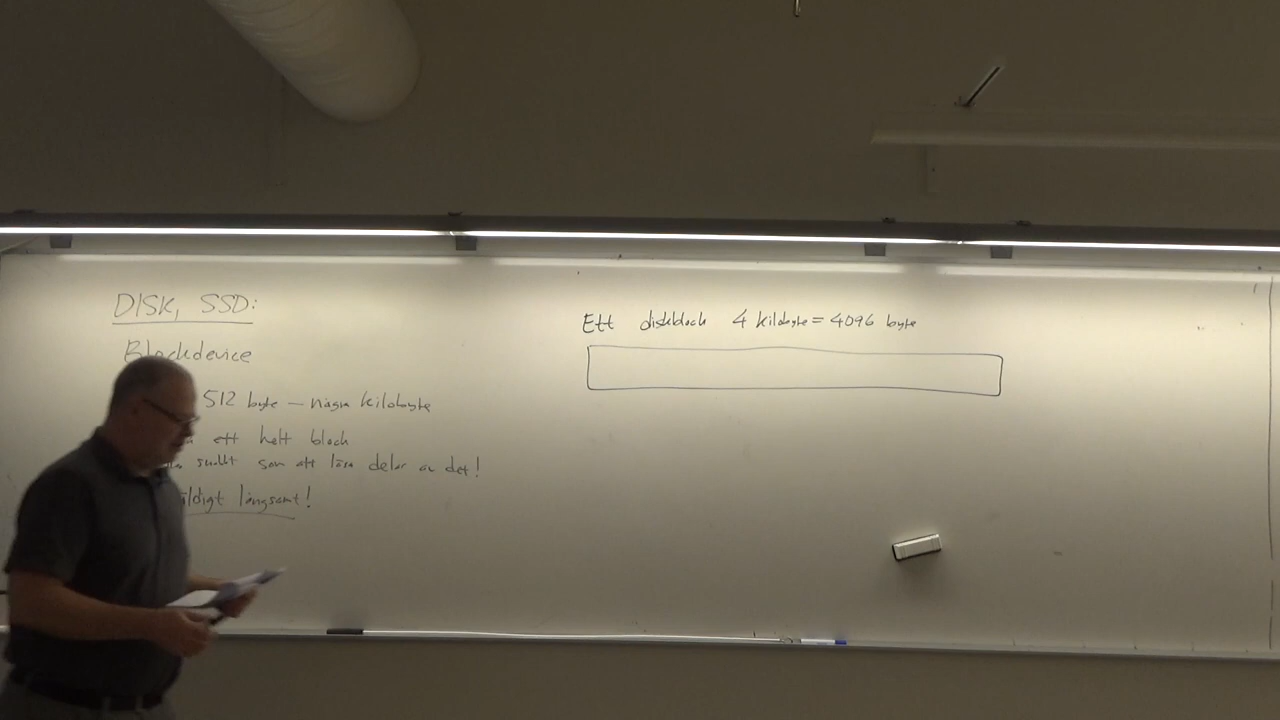 DISK, SSD:
Blockdevice
512 byte — några kilobyte
ett helt block
snabbt som att läsa delar av det!
ldigt långsamt!
Ett diskblock 4 kilobyte = 4096 byte